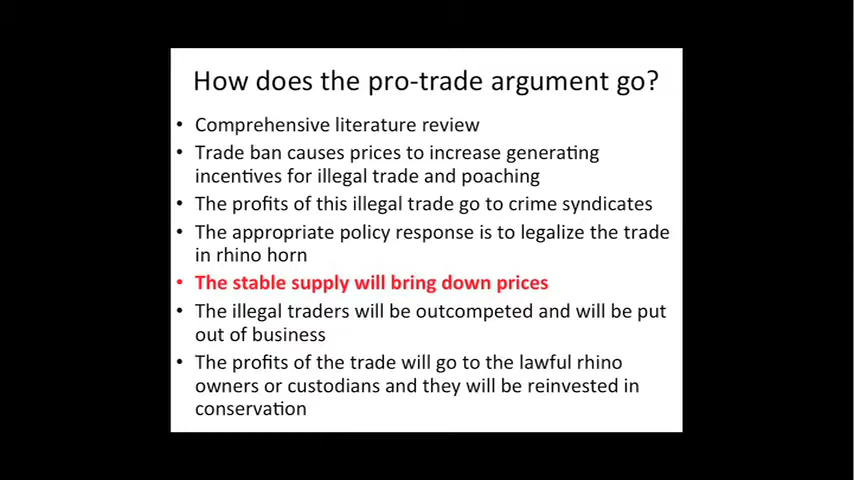 How does the pro-trade argument go?
• Comprehensive literature review
• Trade ban causes prices to increase generating
incentives for illegal trade and poaching
• The profits of this illegal trade go to crime syndicates
• The appropriate policy response is to legalize the trade
in rhino horn
• The stable supply will bring down prices
• The illegal traders will be outcompeted and will be put
out of business
• The profits of the trade will go to the lawful rhino
owners or custodians and they will be reinvested in
conservation